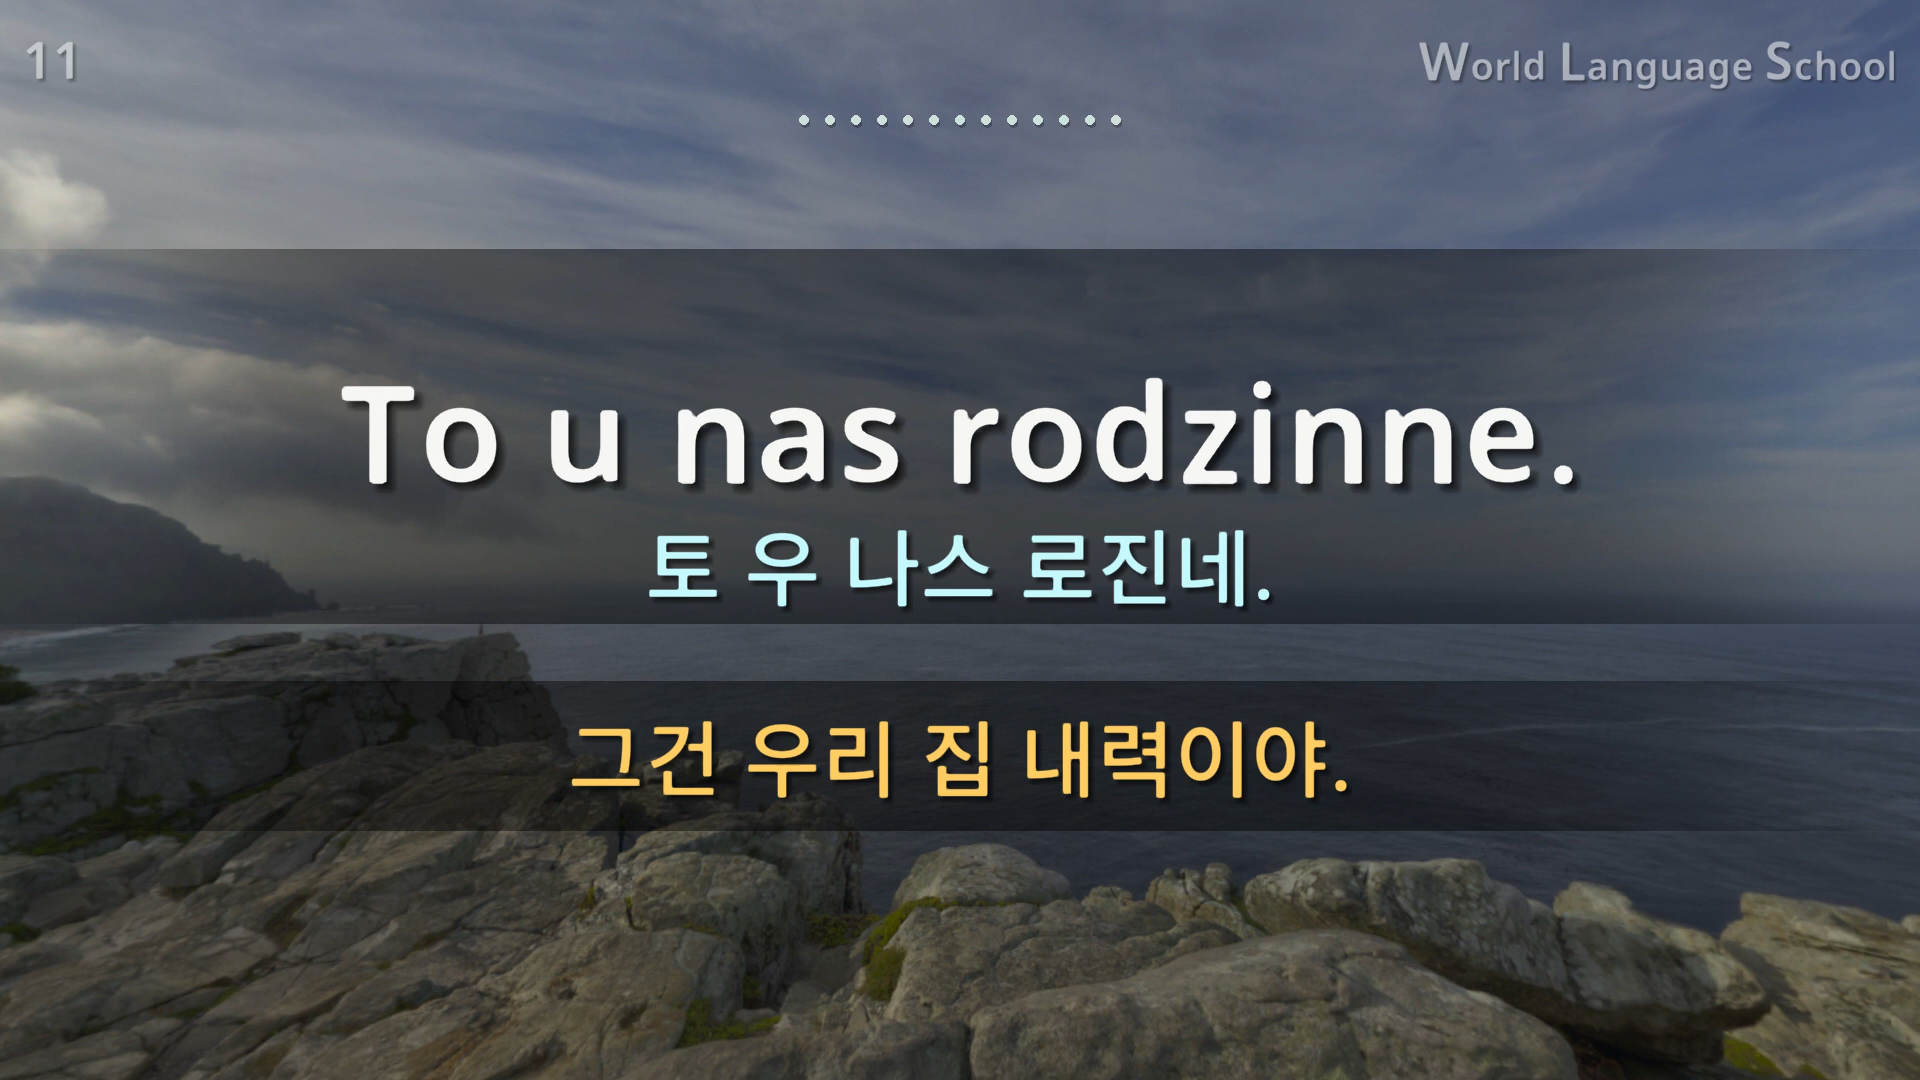 11
World Language School
To u nas rodzinne.
토 우 나스 로진네.
그건 우리 집 내력이야.